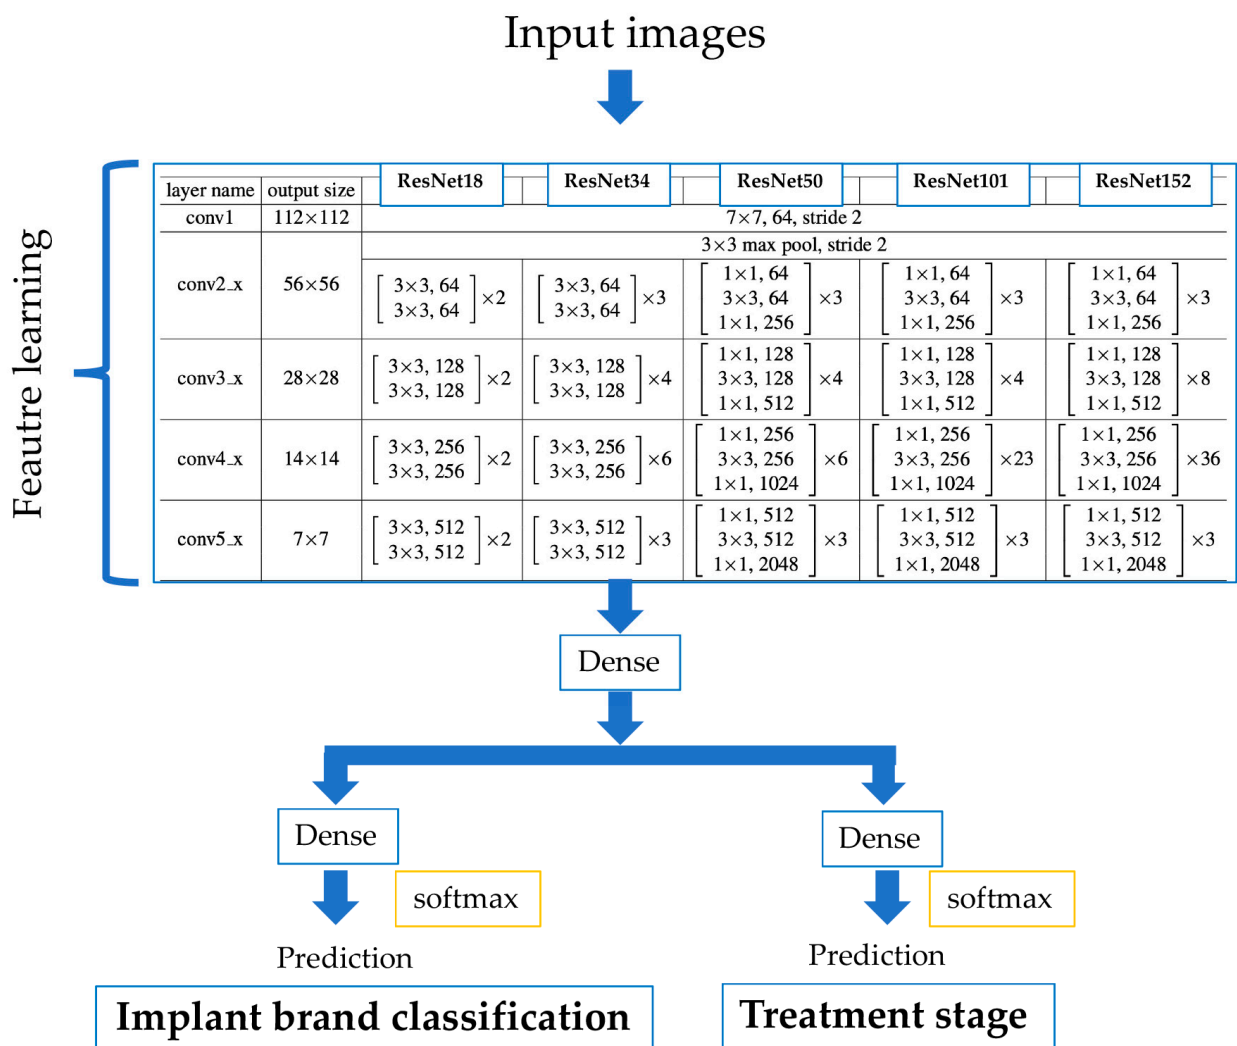 Input images
Feautre learning
layer name output size ResNet18 ResNet34 ResNet50 ResNet101 ResNet152
conv1 112×112 7×7, 64, stride 2
3×3 max pool, stride 2
conv2_x 56×56 [3×3, 64 3×3, 64] ×2 [3×3, 64 3×3, 64] ×3 [1×1, 64 3×3, 64 1×1, 256] ×3 [1×1, 64 3×3, 64 1×1, 256] ×3 [1×1, 64 3×3, 64 1×1, 256] ×3
conv3_x 28×28 [3×3, 128 3×3, 128] ×2 [3×3, 128 3×3, 128] ×4 [1×1, 128 3×3, 128 1×1, 512] ×4 [1×1, 128 3×3, 128 1×1, 512] ×4 [1×1, 128 3×3, 128 1×1, 512] ×8
conv4_x 14×14 [3×3, 256 3×3, 256] ×2 [3×3, 256 3×3, 256] ×6 [1×1, 256 3×3, 256 1×1, 1024] ×6 [1×1, 256 3×3, 256 1×1, 1024] ×23 [1×1, 256 3×3, 256 1×1, 1024] ×36
conv5_x 7×7 [3×3, 512 3×3, 512] ×2 [3×3, 512 3×3, 512] ×3 [1×1, 512 3×3, 512 1×1, 2048] ×3 [1×1, 512 3×3, 512 1×1, 2048] ×3 [1×1, 512 3×3, 512 1×1, 2048] ×3
Dense
Dense
Dense
softmax
softmax
Prediction
Prediction
Implant brand classification
Treatment stage